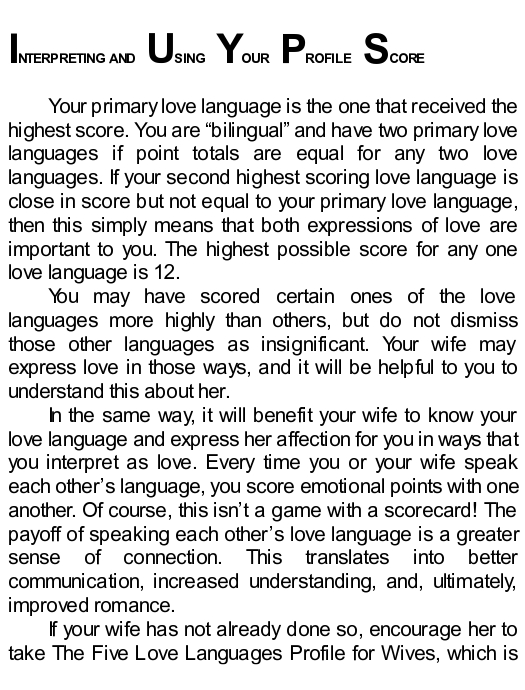 Interpreting and Using Your Profile Score
Your primary love language is the one that received the
highest score. You are “bilingual” and have two primary love
languages if point totals are equal for any two love
languages. If your second highest scoring love language is
close in score but not equal to your primary love language,
then this simply means that both expressions of love are
important to you. The highest possible score for any one
love language is 12.
You may have scored certain ones of the love
languages more highly than others, but do not dismiss
those other languages as insignificant. Your wife may
express love in those ways, and it will be helpful to you to
understand this about her.
In the same way, it will benefit your wife to know your
love language and express her affection for you in ways that
you interpret as love. Every time you or your wife speak
each other’s language, you score emotional points with one
another. Of course, this isn’t a game with a scorecard! The
payoff of speaking each other’s love language is a greater
sense of connection. This translates into better
communication, increased understanding, and, ultimately,
improved romance.
If your wife has not already done so, encourage her to
take The Five Love Languages Profile for Wives, which is